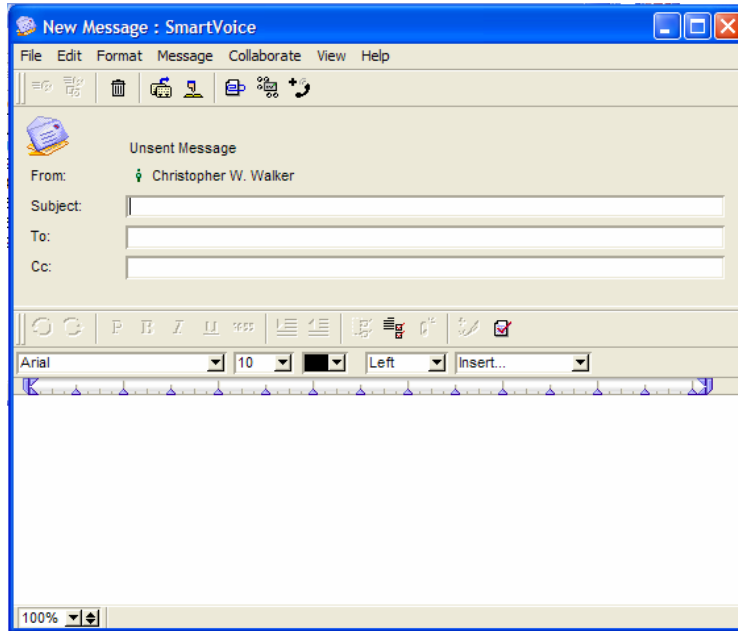 New Message : SmartVoice
File Edit Format Message Collaborate View Help
Unsent Message
From: Christopher W. Walker
Subject:
To:
Cc:
P B I U
Arial 10 Left Insert...
100%